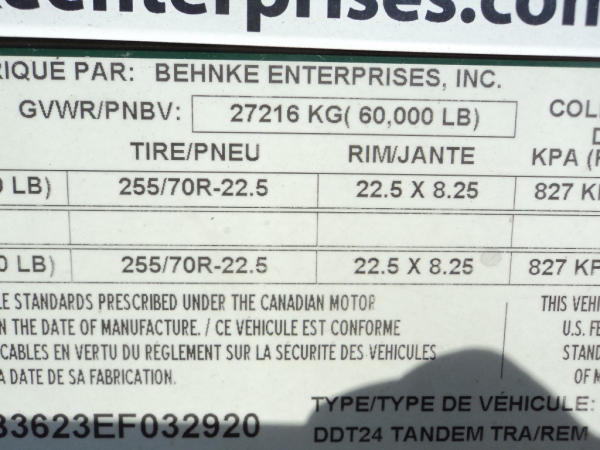 enterprises.com
RIQUÉ PAR: BEHNKE ENTERPRISES, INC.
GVWR/PNBV: 27216 KG( 60,000 LB) COL
TIRE/PNEU RIM/JANTE KPA (
LB) 255/70R-22.5 22.5 X 8.25 827 K
LB) 255/70R-22.5 22.5 X 8.25 827 KP
LE STANDARDS PRESCRIBED UNDER THE CANADIAN MOTOR THIS VEHI
N THE DATE OF MANUFACTURE. / CE VÉHICULE EST CONFORME U.S. FE
CABLES EN VERTU DU RÈGLEMENT SUR LA SÉCURITÉ DES VÉHICULES STAND
A DATE DE SA FABRICATION. OF M
33623EF032920 TYPE/TYPE DE VÉHICULE:
DDT24 TANDEM TRA/REM